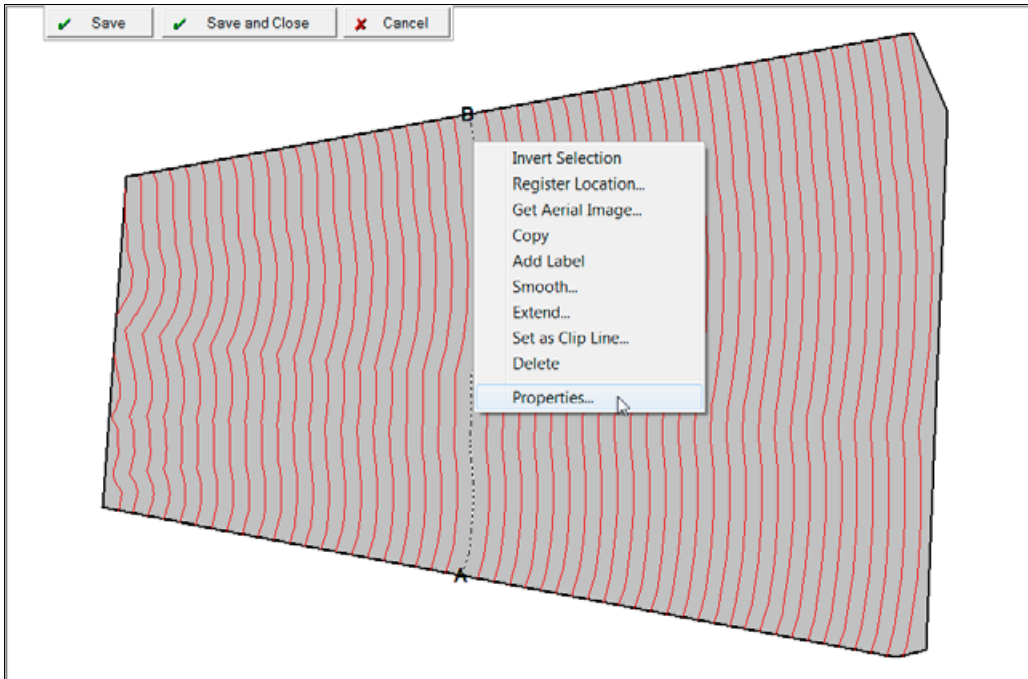 Save
Save and Close
Cancel
B
Invert Selection
Register Location...
Get Aerial Image...
Copy
Add Label
Smooth...
Extend...
Set as Clip Line...
Delete
Properties...
A